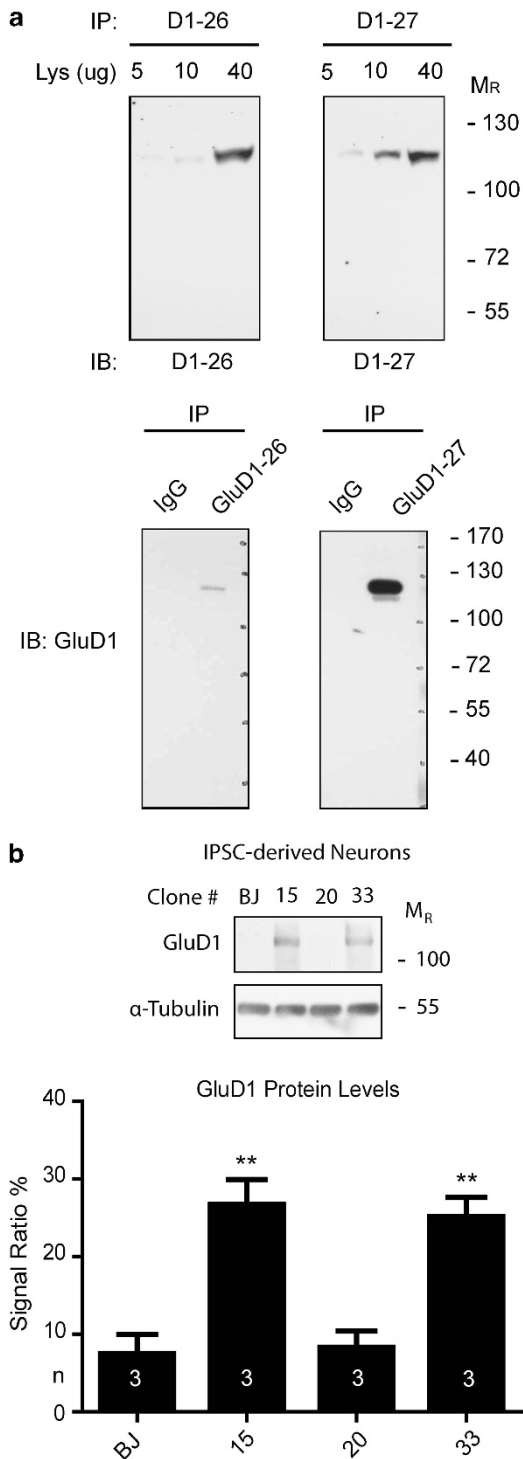 a
IP: D1-26 D1-27
Lys (ug) 5 10 40 5 10 40
MR
- 130
- 100
- 72
- 55
IB: D1-26 D1-27
IP IP
IgG GluD1-26 IgG GluD1-27
- 170
- 130
- 100
IB: GluD1
- 72
- 55
- 40
b
IPSC-derived Neurons
Clone # BJ 15 20 33 MR
GluD1 - 100
α-Tubulin - 55
GluD1 Protein Levels
40
** **
30
Signal Ratio %
20
10
n 3 3 3 3
0
BJ 15 20 33